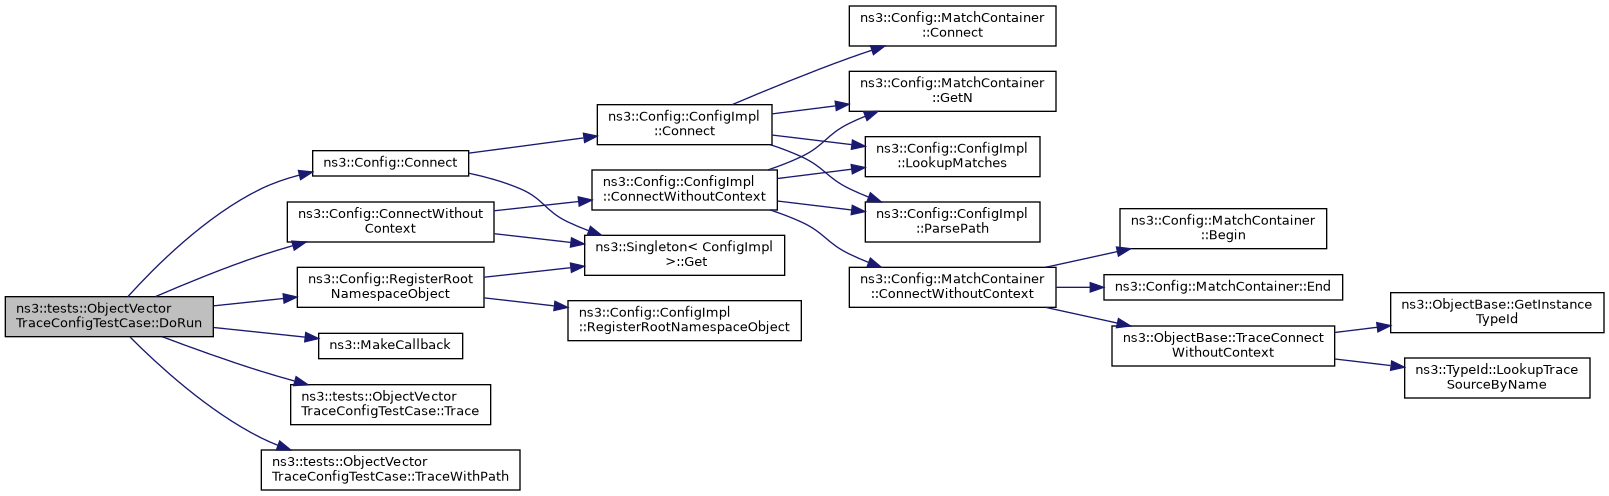 ns3::tests::ObjectVector
TraceConfigTestCase::DoRun
ns3::Config::Connect
ns3::Config::ConnectWithout
Context
ns3::Config::RegisterRoot
NamespaceObject
ns3::MakeCallback
ns3::tests::ObjectVector
TraceConfigTestCase::Trace
ns3::tests::ObjectVector
TraceConfigTestCase::TraceWithPath
ns3::Config::ConfigImpl
::Connect
ns3::Config::ConfigImpl
::ConnectWithoutContext
ns3::Singleton< ConfigImpl
>::Get
ns3::Config::ConfigImpl
::RegisterRootNamespaceObject
ns3::Config::MatchContainer
::Connect
ns3::Config::MatchContainer
::GetN
ns3::Config::ConfigImpl
::LookupMatches
ns3::Config::ConfigImpl
::ParsePath
ns3::Config::MatchContainer
::ConnectWithoutContext
ns3::Config::MatchContainer
::Begin
ns3::Config::MatchContainer::End
ns3::ObjectBase::TraceConnect
WithoutContext
ns3::ObjectBase::GetInstance
TypeId
ns3::TypeId::LookupTrace
SourceByName